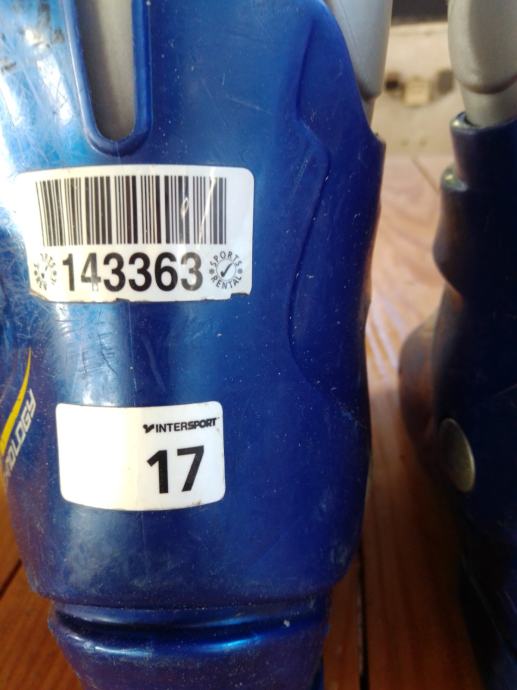 143363
SPORTS RENTAL
INTERSPORT
17